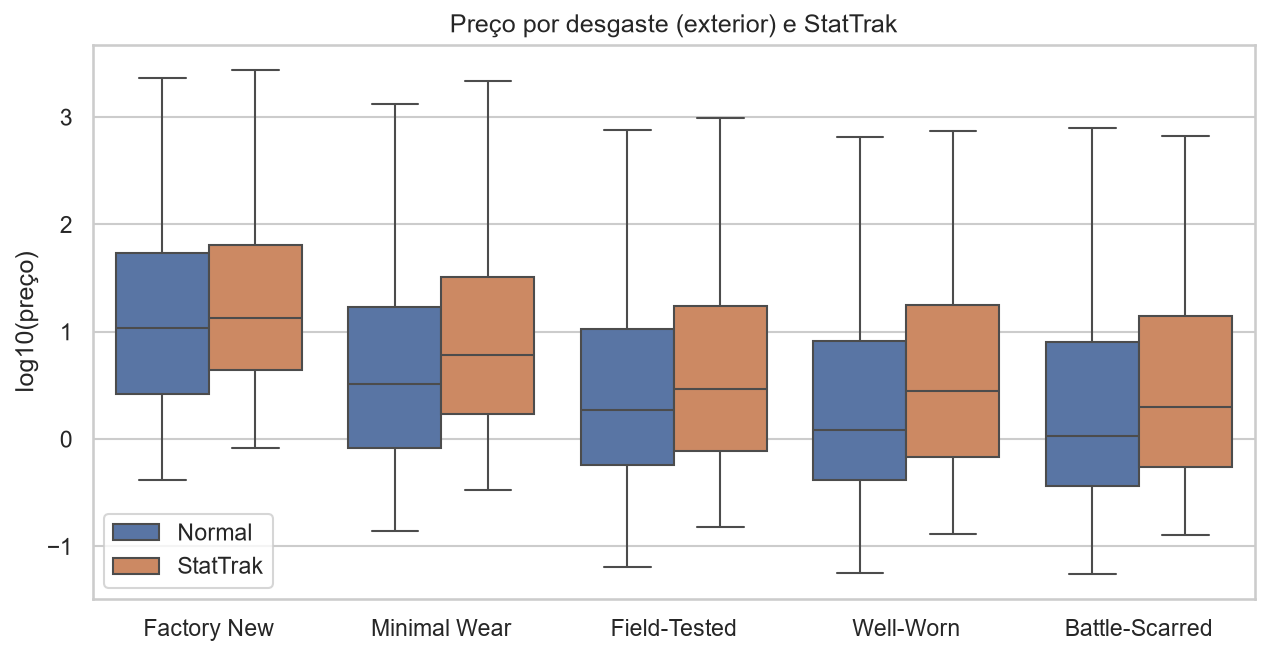 Preço por desgaste (exterior) e StatTrak
log10(preço)
3
2
1
0
−1
Normal
StatTrak
Factory New
Minimal Wear
Field-Tested
Well-Worn
Battle-Scarred